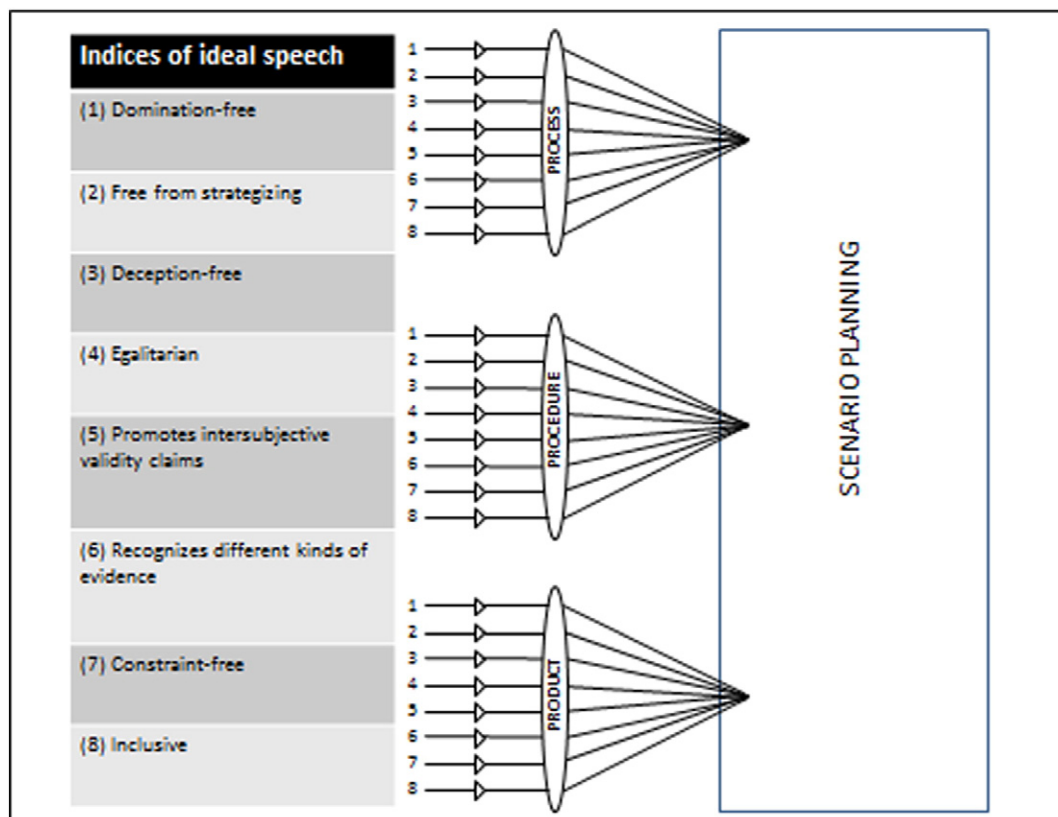 Indices of ideal speech
(1) Domination-free
(2) Free from strategizing
(3) Deception-free
(4) Egalitarian
(5) Promotes intersubjective
validity claims
(6) Recognizes different kinds of
evidence
(7) Constraint-free
(8) Inclusive
1
2
3
4
5
6
7
8
PROCESS
1
2
3
4
5
6
7
8
PROCEDURE
1
2
3
4
5
6
7
8
PRODUCT
SCENARIO PLANNING